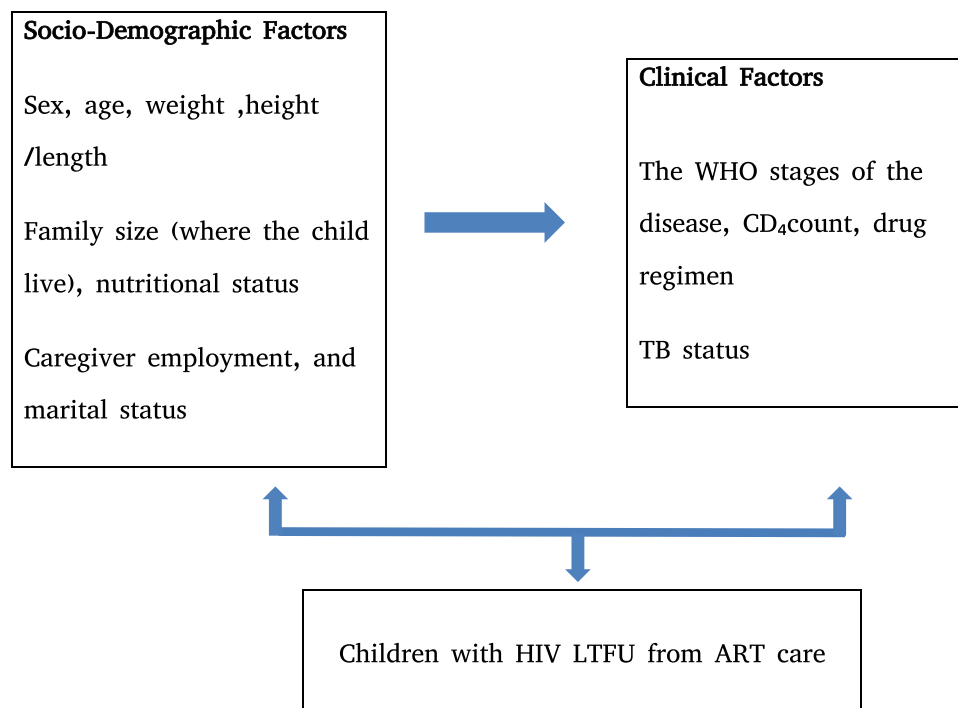 Socio-Demographic Factors
Sex, age, weight ,height
/length
Family size (where the child
live), nutritional status
Caregiver employment, and
marital status
Clinical Factors
The WHO stages of the
disease, CD₄count, drug
regimen
TB status
Children with HIV LTFU from ART care